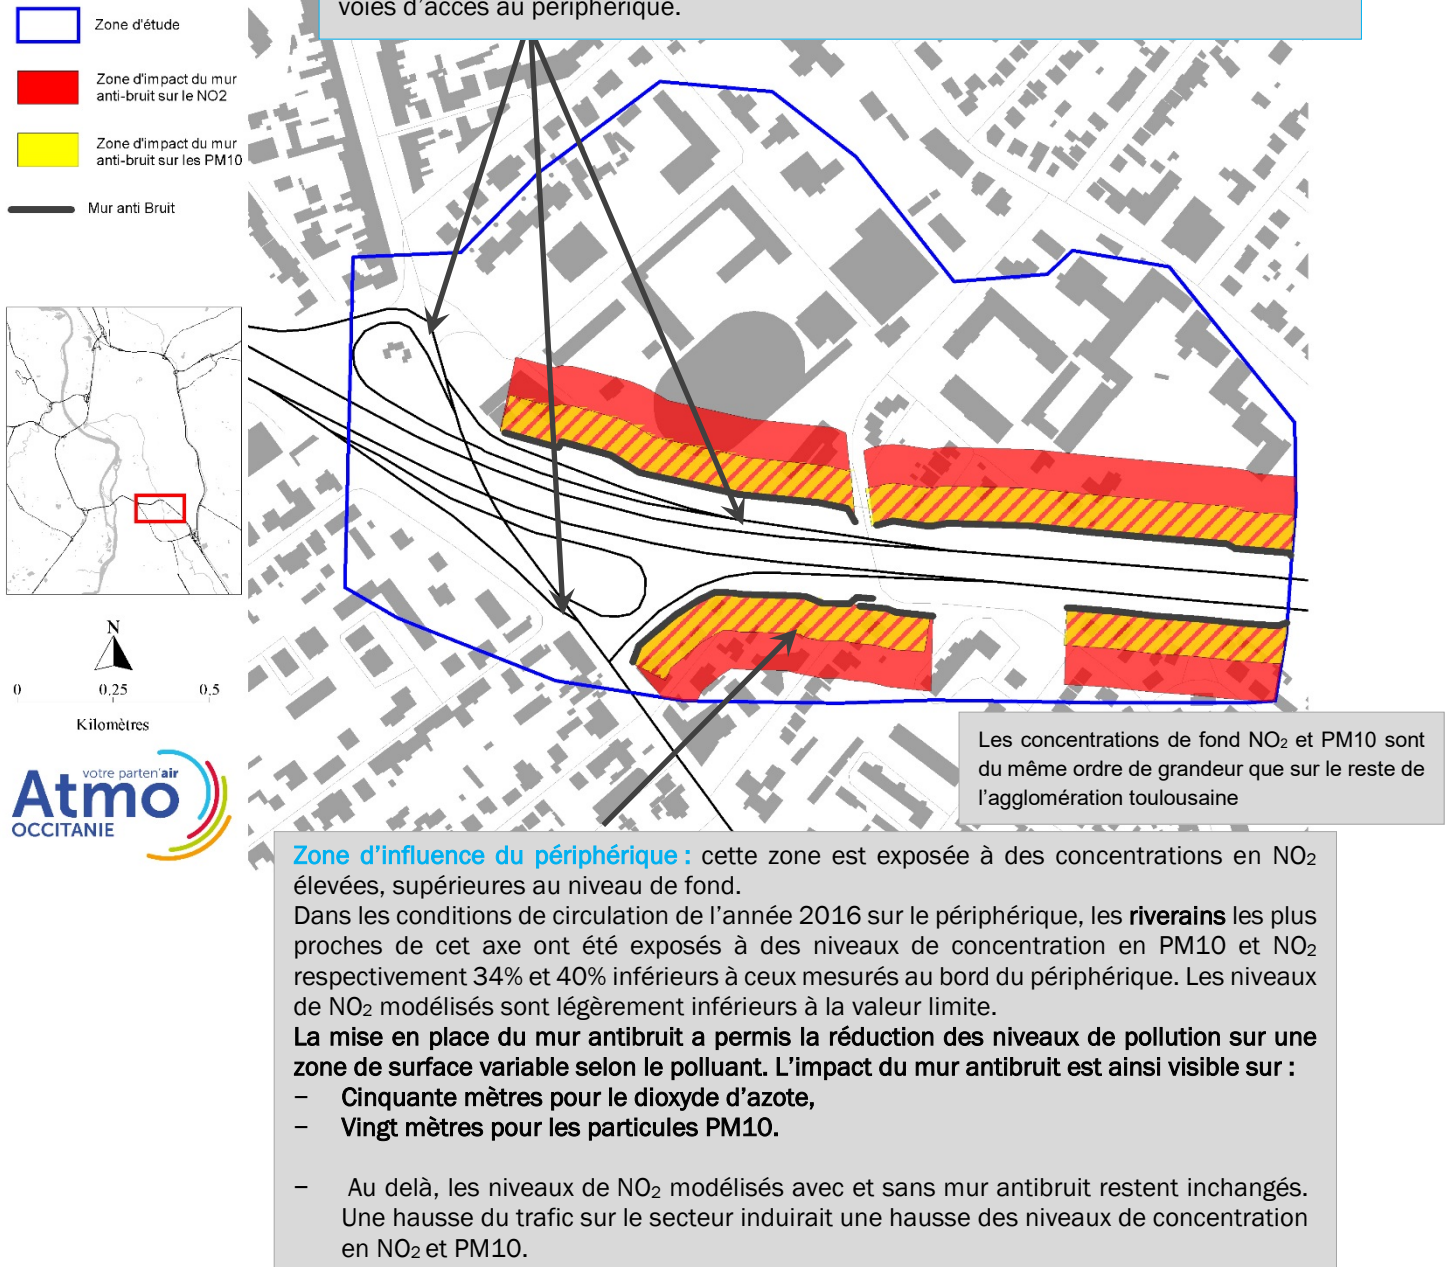 voies d'accès au périphérique.
Zone d'étude
Zone d'impact du mur
anti-bruit sur le NO2
Zone d'impact du mur
anti-bruit sur les PM10
Mur anti Bruit
N
0 0,25 0,5
Kilomètres
votre parten'air
Atmo
OCCITANIE
Les concentrations de fond NO₂ et PM10 sont
du même ordre de grandeur que sur le reste de
l'agglomération toulousaine
Zone d'influence du périphérique : cette zone est exposée à des concentrations en NO₂
élevées, supérieures au niveau de fond.
Dans les conditions de circulation de l'année 2016 sur le périphérique, les riverains les plus
proches de cet axe ont été exposés à des niveaux de concentration en PM10 et NO₂
respectivement 34% et 40% inférieurs à ceux mesurés au bord du périphérique. Les niveaux
de NO₂ modélisés sont légèrement inférieurs à la valeur limite.
La mise en place du mur antibruit a permis la réduction des niveaux de pollution sur une
zone de surface variable selon le polluant. L'impact du mur antibruit est ainsi visible sur :
– Cinquante mètres pour le dioxyde d'azote,
– Vingt mètres pour les particules PM10.
– Au delà, les niveaux de NO₂ modélisés avec et sans mur antibruit restent inchangés.
Une hausse du trafic sur le secteur induirait une hausse des niveaux de concentration
en NO₂ et PM10.